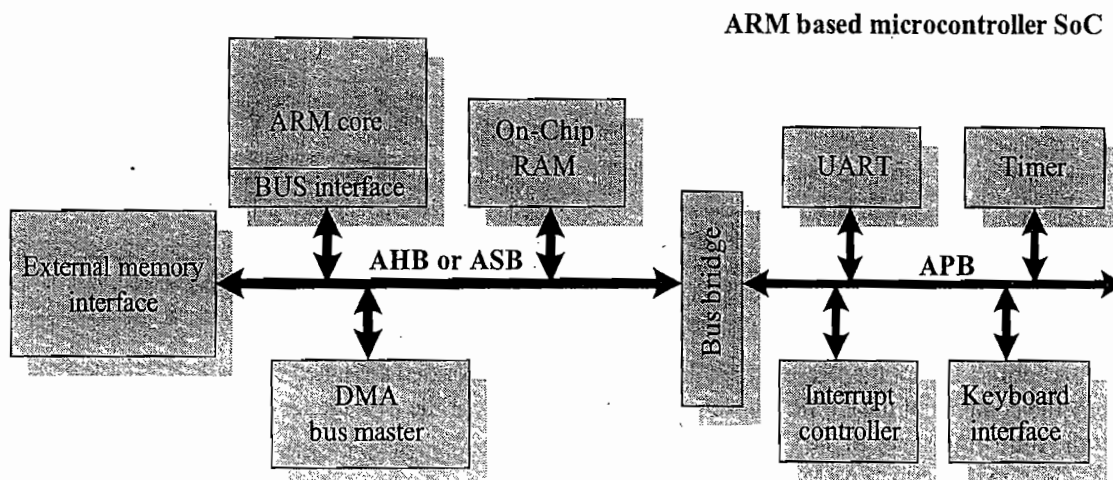 ARM based microcontroller SoC
ARM core
BUS interface
On-Chip
RAM
UART
Timer
External memory
interface
AHB or ASB
Bus bridge
APB
DMA
bus master
Interrupt
controller
Keyboard
interface